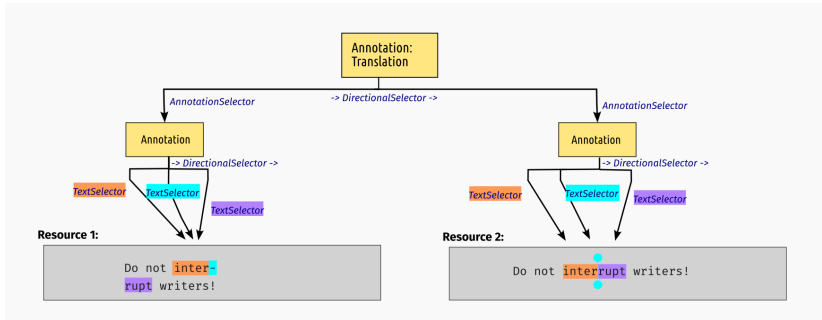 Annotation:
Translation
-> DirectionalSelector ->
AnnotationSelector
AnnotationSelector
Annotation
Annotation
-> DirectionalSelector ->
-> DirectionalSelector ->
TextSelector
TextSelector
TextSelector
TextSelector
TextSelector
TextSelector
Resource 1:
Do not inter-
rupt writers!
Resource 2:
Do not interrupt writers!